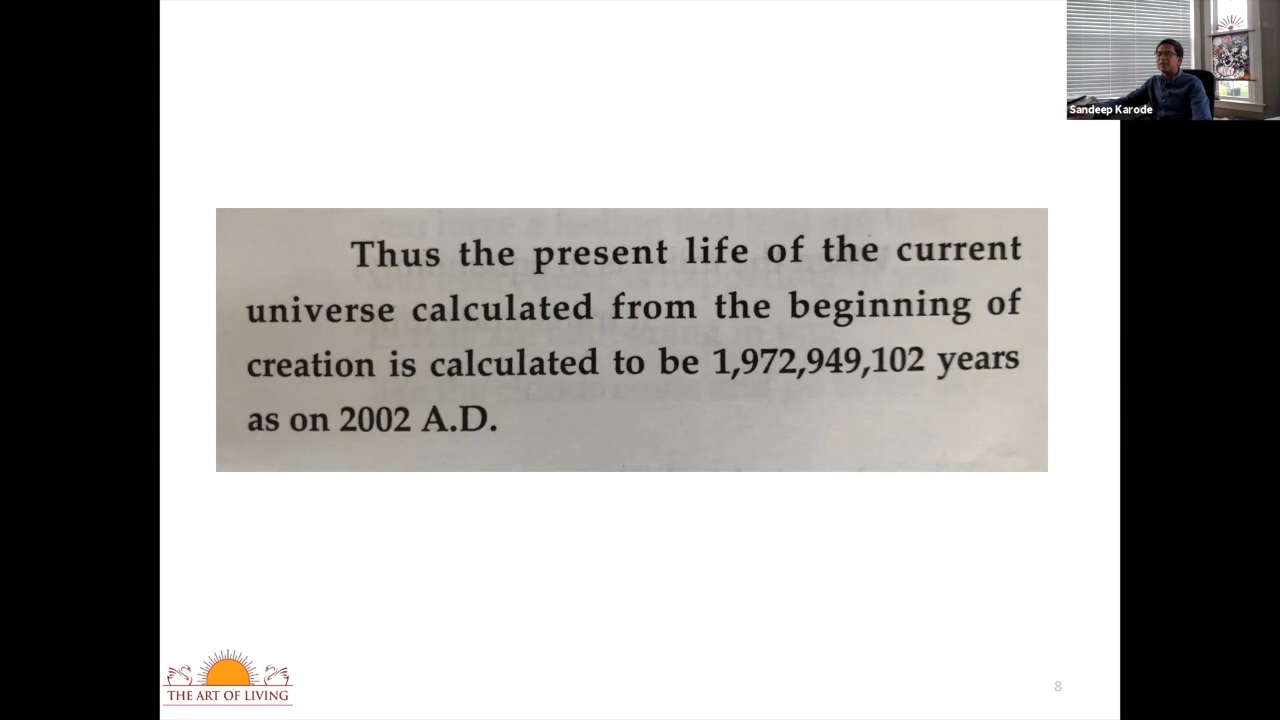 Sandeep Karode
Thus the present life of the current
universe calculated from the beginning of
creation is calculated to be 1,972,949,102 years
as on 2002 A.D.
THE ART OF LIVING
8